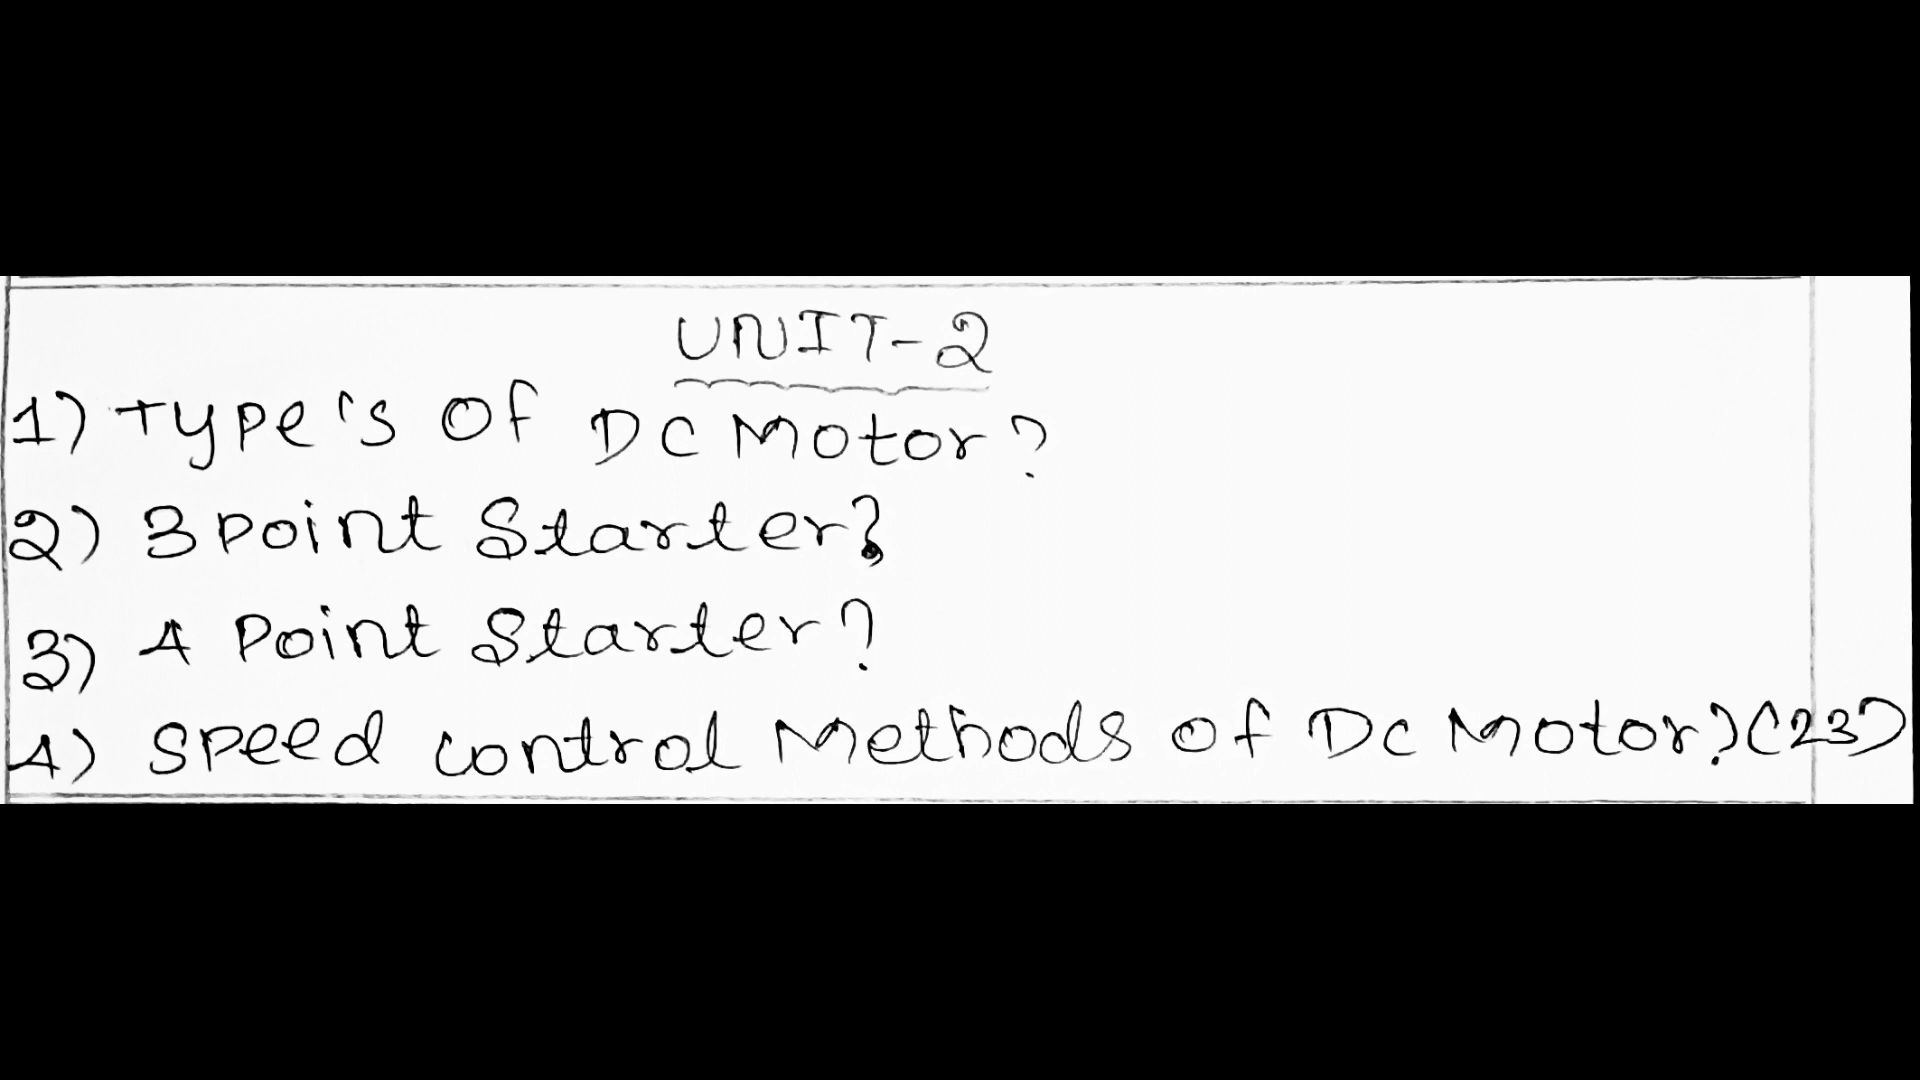 UNIT-2
1) Type's of DC Motor?
2) 3 point Starter?
3) 4 Point Starter?
4) Speed control Methods of DC Motor?(23)